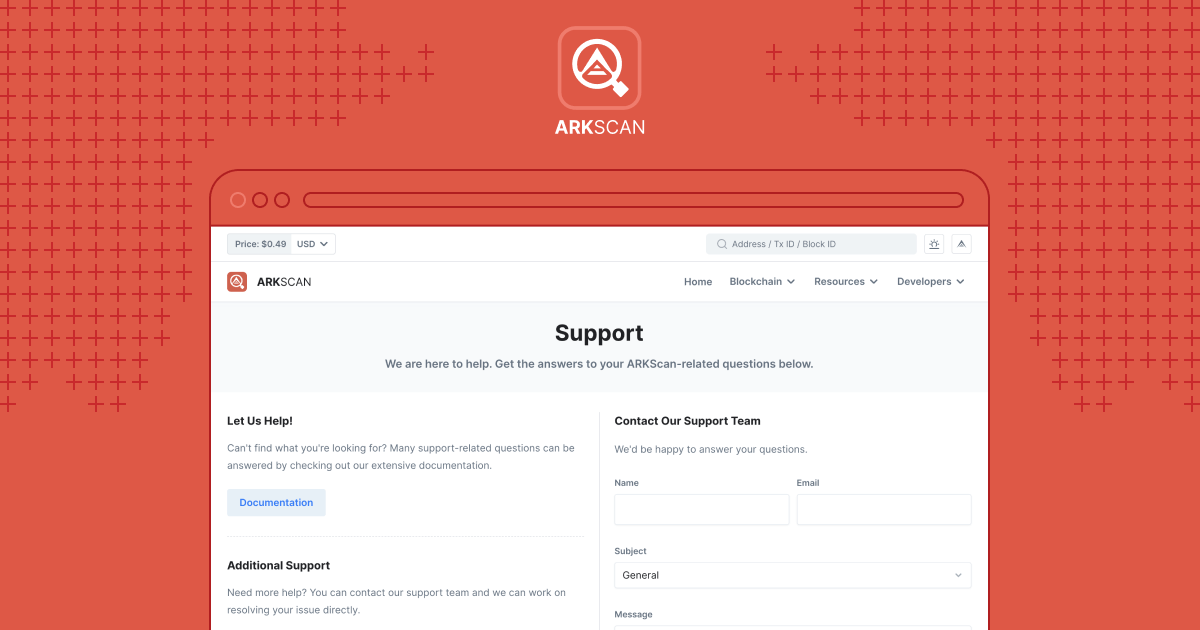 ARKSCAN
Price: $0.49 USD
Address / Tx ID / Block ID
ARKSCAN
Home Blockchain Resources Developers
Support
We are here to help. Get the answers to your ARKScan-related questions below.
Let Us Help!
Can't find what you're looking for? Many support-related questions can be
answered by checking out our extensive documentation.
Documentation
Additional Support
Need more help? You can contact our support team and we can work on
resolving your issue directly.
Contact Our Support Team
We'd be happy to answer your questions.
Name Email
Subject
General
Message